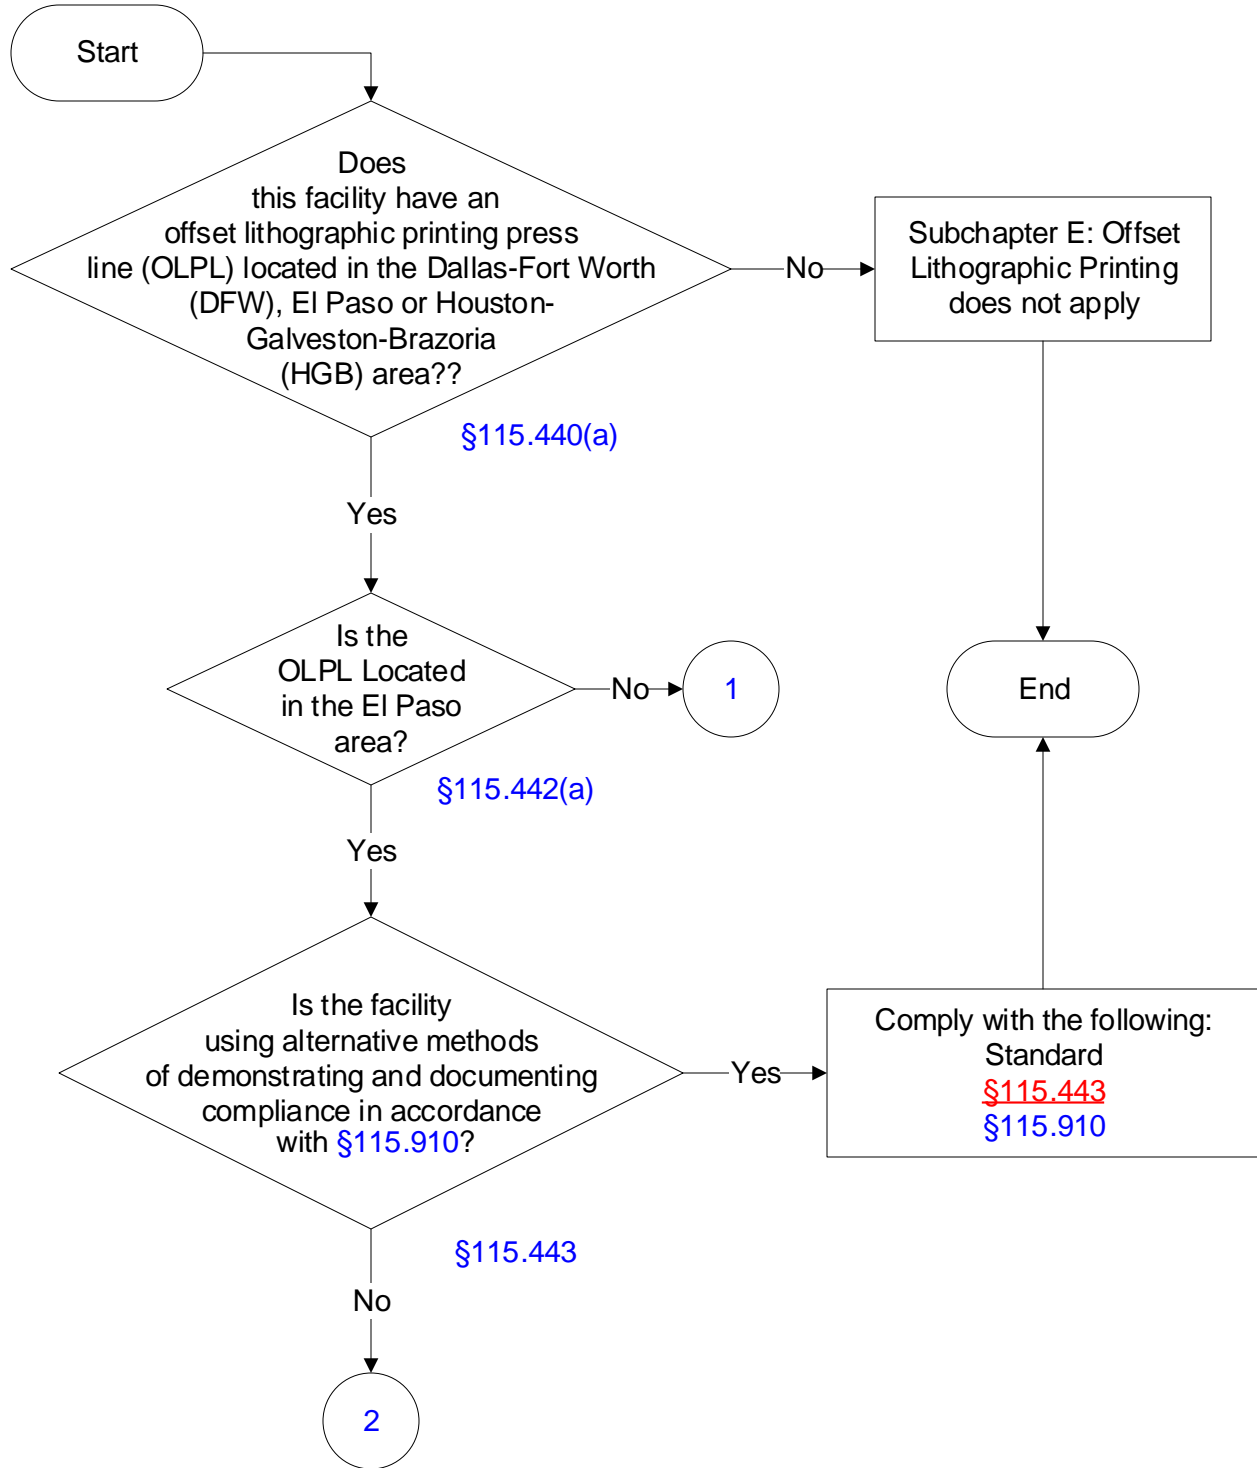 Start
Does
this facility have an
offset lithographic printing press
line (OLPL) located in the Dallas-Fort Worth
(DFW), El Paso or Houston-
Galveston-Brazoria
(HGB) area??
No
Subchapter E: Offset
Lithographic Printing
does not apply
§115.440(a)
Yes
Is the
OLPL Located
in the El Paso
area?
No
1
End
§115.442(a)
Yes
Is the facility
using alternative methods
of demonstrating and documenting
compliance in accordance
with §115.910?
Yes
Comply with the following:
Standard
§115.443
§115.910
§115.443
No
2